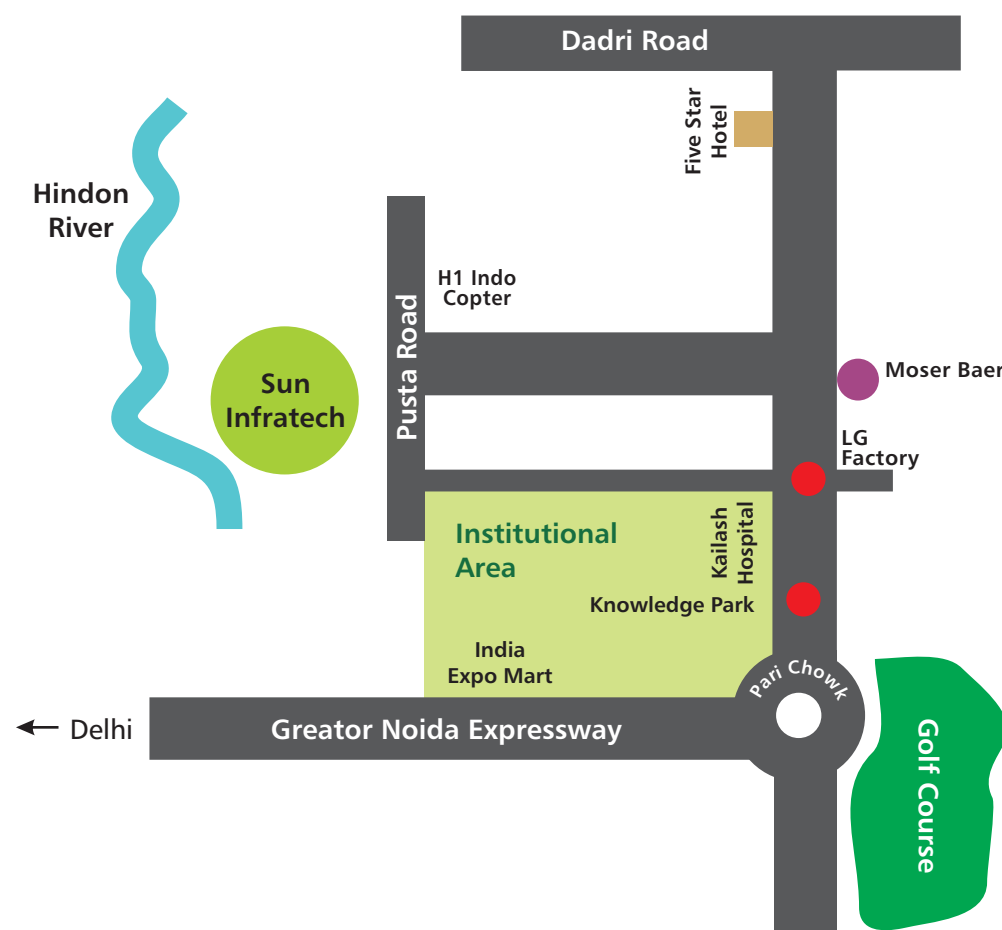 Dadri Road
Five Star
Hotel
Hindon
River
H1 Indo
Copter
Pusta Road
Sun
Infratech
Moser Baer
LG
Factory
Institutional
Area
Kailash
Hospital
Knowledge Park
India
Expo Mart
Pari Chowk
Delhi
Greator Noida Expressway
Golf Course